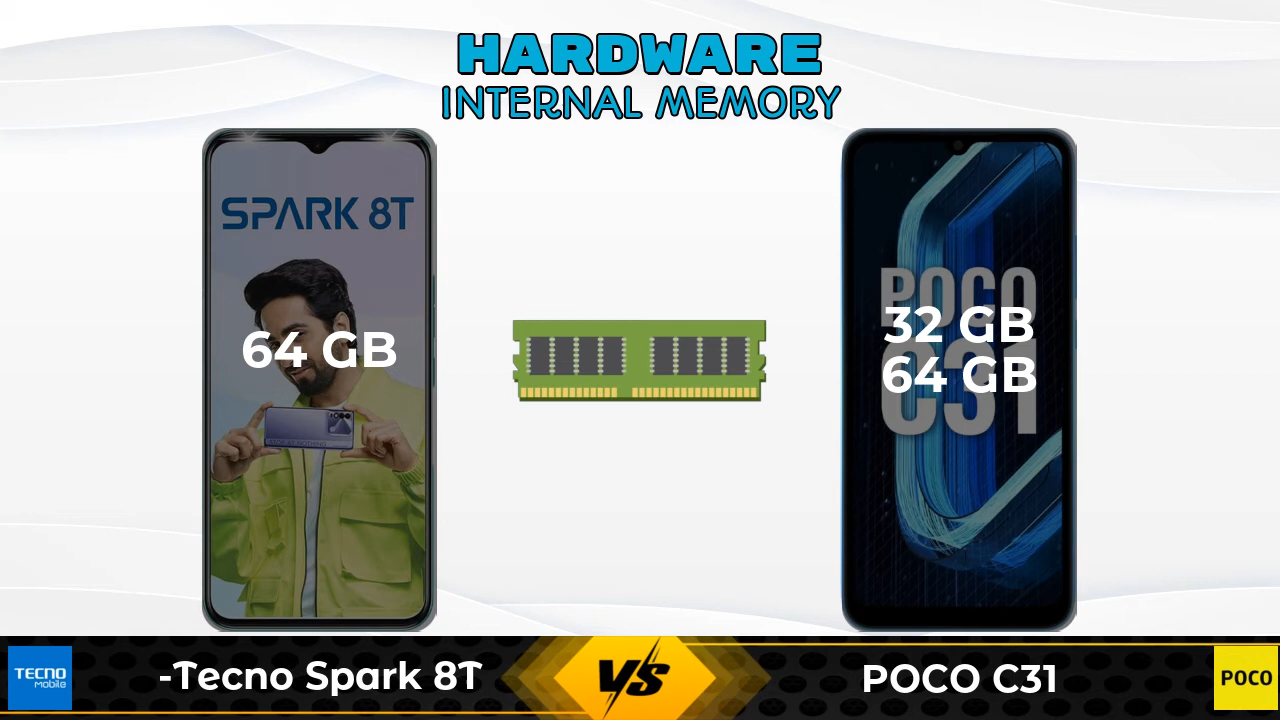 HARDWARE
INTERNAL MEMORY
SPARK 8T
64 GB
POCO
C31
32 GB
64 GB
TECNO
mobile
-Tecno Spark 8T
VS
POCO C31
POCO